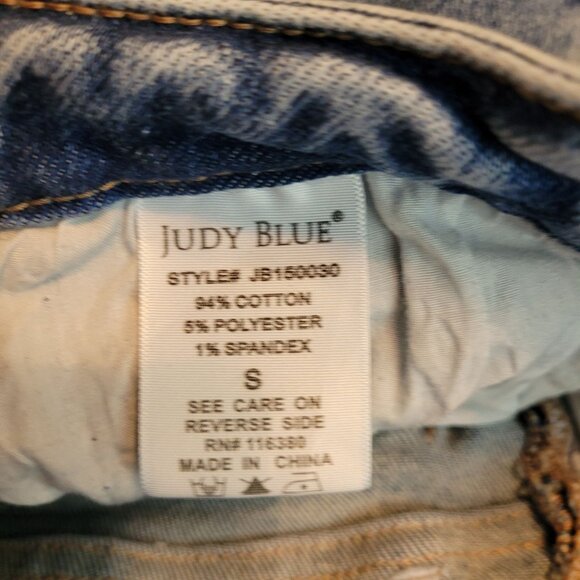 JUDY BLUE®
STYLE# JB150030
94% COTTON
5% POLYESTER
1% SPANDEX
S
SEE CARE ON
REVERSE SIDE
RN# 116380
MADE IN CHINA